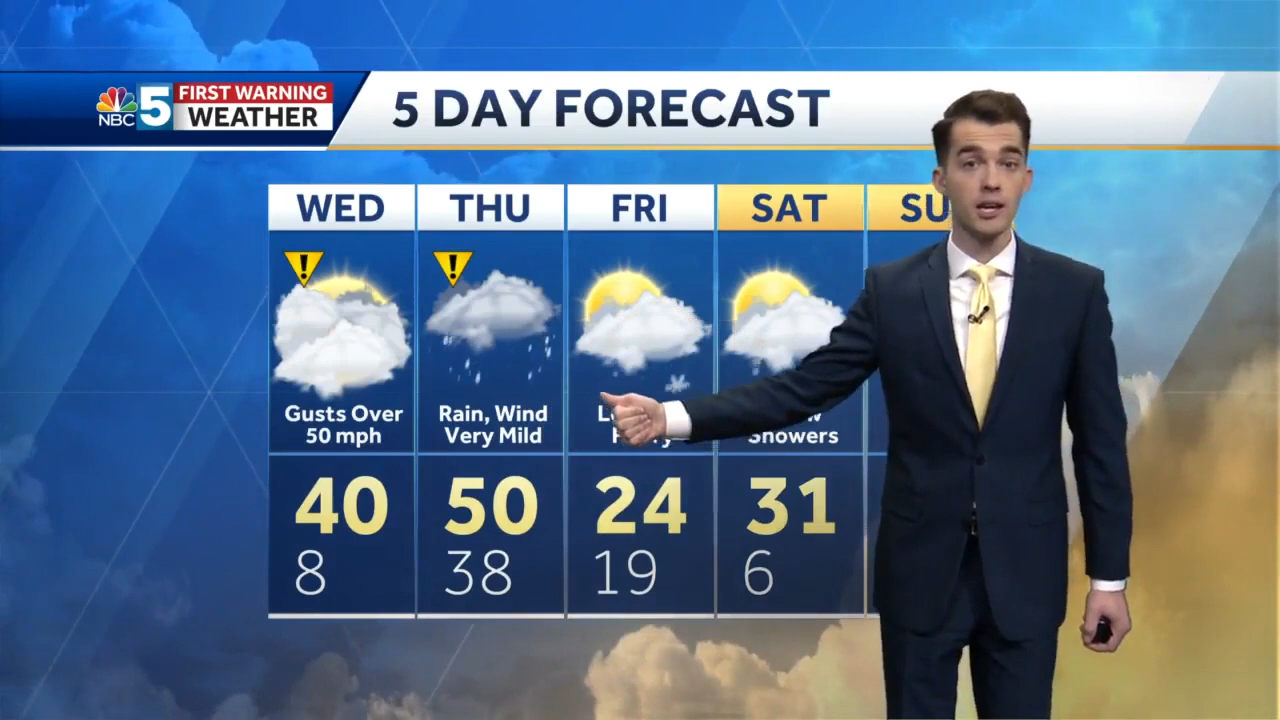 NBC 5 FIRST WARNING
WEATHER
5 DAY FORECAST
WED THU FRI SAT
Gusts Over
50 mph
Rain, Wind
Very Mild
Showers
40 50 24 31
8 38 19 6